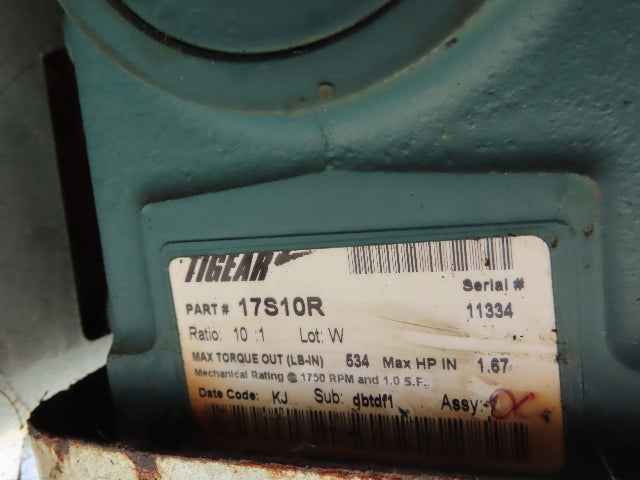 TIGEAR
Serial #
PART # 17S10R 11334
Ratio: 10 :1 Lot: W
MAX TORQUE OUT (LB-IN) 534 Max HP IN 1.67
Mechanical Rating @ 1750 RPM and 1.0 S.F.
Date Code: KJ Sub: dbtdf1 Assy: